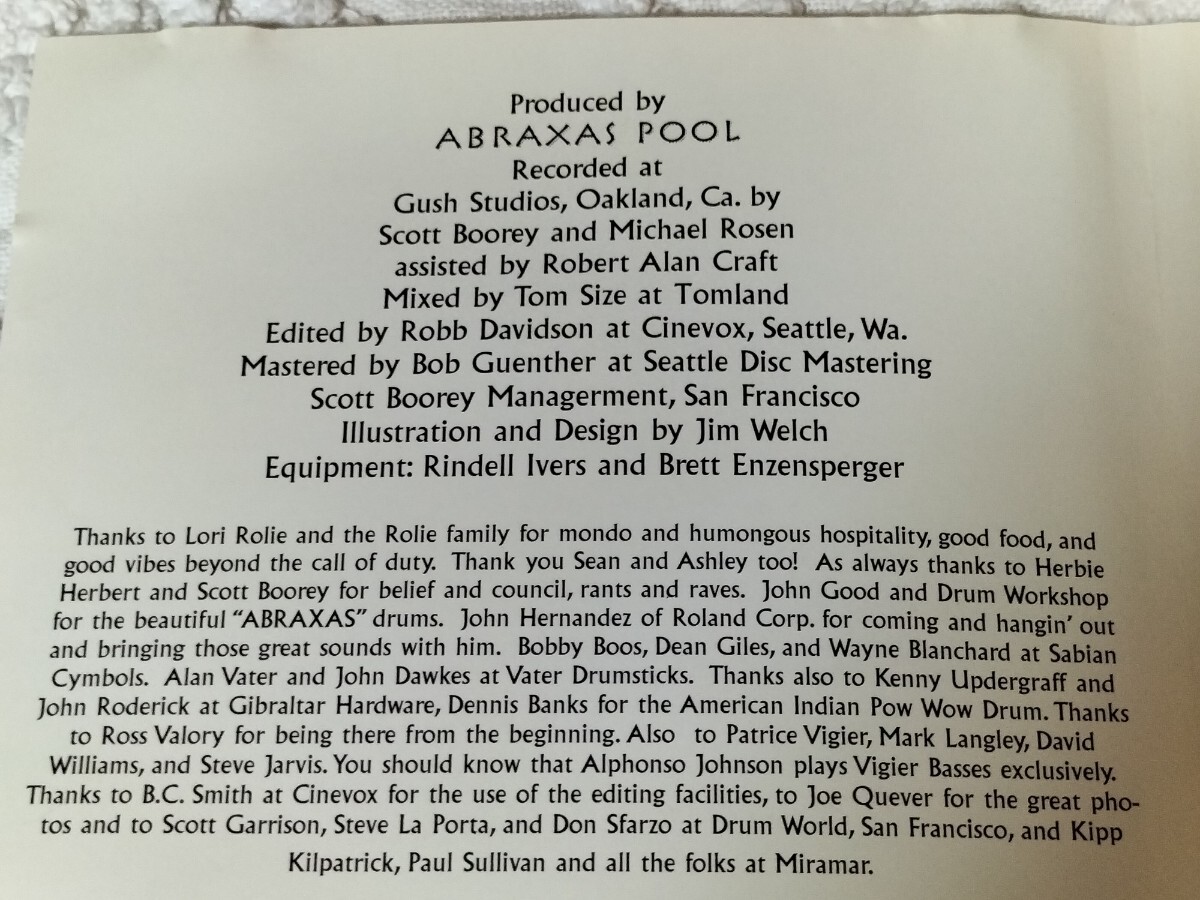 Produced by
ABRAXAS POOL
Recorded at
Gush Studios, Oakland, Ca. by
Scott Boorey and Michael Rosen
assisted by Robert Alan Craft
Mixed by Tom Size at Tomland
Edited by Robb Davidson at Cinevox, Seattle, Wa.
Mastered by Bob Guenther at Seattle Disc Mastering
Scott Boorey Managerment, San Francisco
Illustration and Design by Jim Welch
Equipment: Rindell Ivers and Brett Enzensperger
Thanks to Lori Rolie and the Rolie family for mondo and humongous hospitality, good food, and
good vibes beyond the call of duty. Thank you Sean and Ashley too! As always thanks to Herbie
Herbert and Scott Boorey for belief and council, rants and raves. John Good and Drum Workshop
for the beautiful "ABRAXAS" drums. John Hernandez of Roland Corp. for coming and hangin' out
and bringing those great sounds with him. Bobby Boos, Dean Giles, and Wayne Blanchard at Sabian
Cymbols. Alan Vater and John Dawkes at Vater Drumsticks. Thanks also to Kenny Updergraff and
John Roderick at Gibraltar Hardware, Dennis Banks for the American Indian Pow Wow Drum. Thanks
to Ross Valory for being there from the beginning. Also to Patrice Vigier, Mark Langley, David
Williams, and Steve Jarvis. You should know that Alphonso Johnson plays Vigier Basses exclusively.
Thanks to B.C. Smith at Cinevox for the use of the editing facilities, to Joe Quever for the great pho-
tos and to Scott Garrison, Steve La Porta, and Don Sfarzo at Drum World, San Francisco, and Kipp
Kilpatrick, Paul Sullivan and all the folks at Miramar.